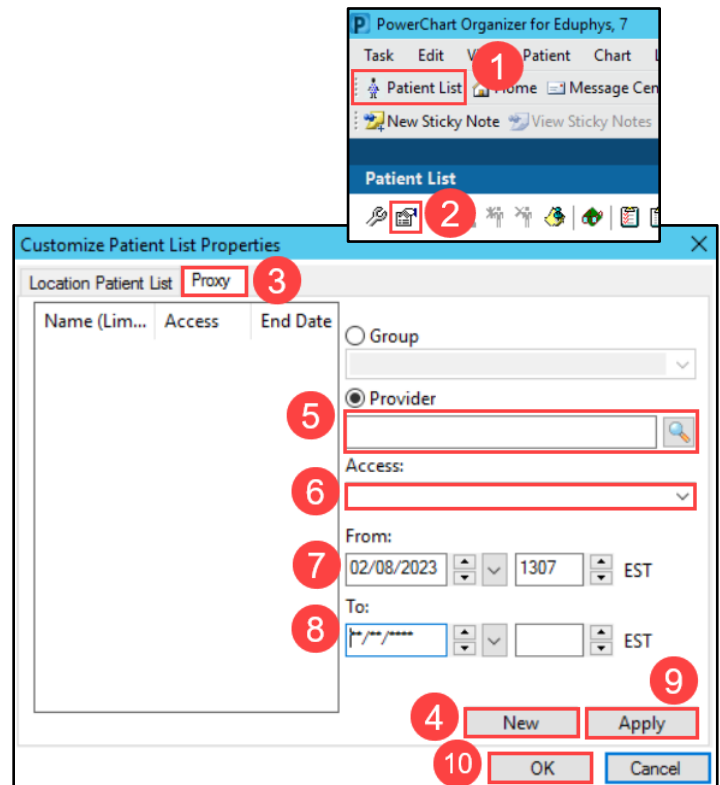 PowerChart Organizer for Eduphys, 7
Task Edit Patient Chart
1
Patient List Home Message Cen
New Sticky Note View Sticky Notes
Patient List
2
Customize Patient List Properties
Location Patient List Proxy 3
Name (Lim... Access End Date
Group
Provider
5
Access:
6
From:
7 02/08/2023 1307 EST
To:
8 **/**/**** EST
9
4 New Apply
10 OK Cancel